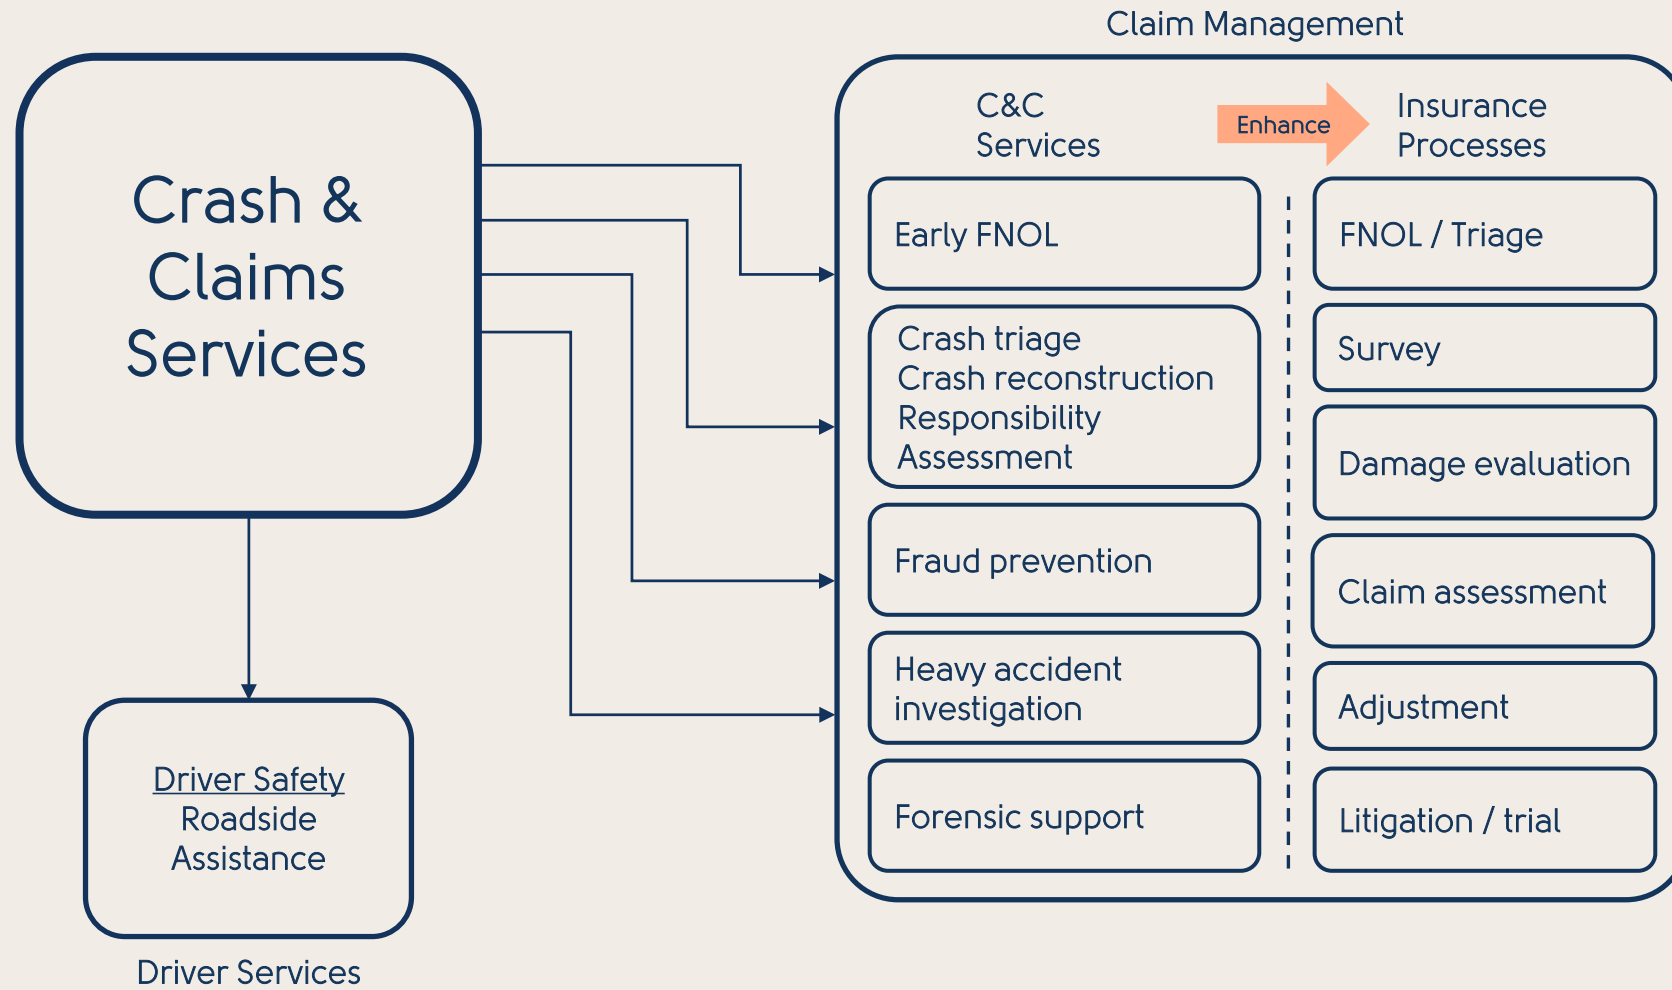 Claim Management
Crash &
Claims
Services
C&C
Services
Enhance
Insurance
Processes
Early FNOL
Crash triage
Crash reconstruction
Responsibility
Assessment
Fraud prevention
Heavy accident
investigation
Forensic support
FNOL / Triage
Survey
Damage evaluation
Claim assessment
Adjustment
Litigation / trial
Driver Safety
Roadside
Assistance
Driver Services